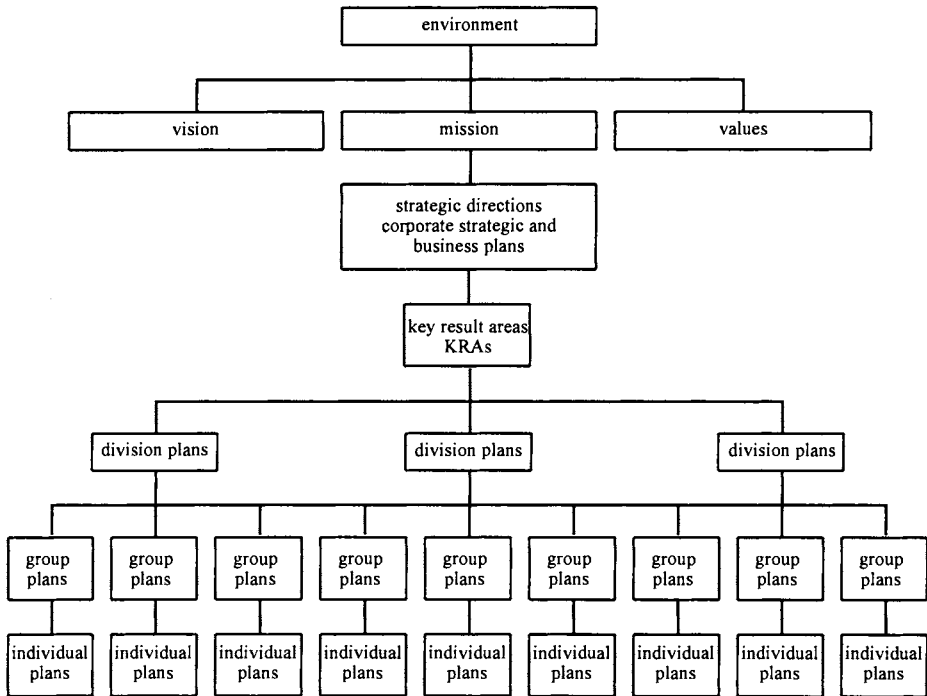 environment
vision
mission
values
strategic directions
corporate strategic and
business plans
key result areas
KRAs
division plans
division plans
division plans
group
plans
group
plans
group
plans
group
plans
group
plans
group
plans
group
plans
group
plans
group
plans
individual
plans
individual
plans
individual
plans
individual
plans
individual
plans
individual
plans
individual
plans
individual
plans
individual
plans